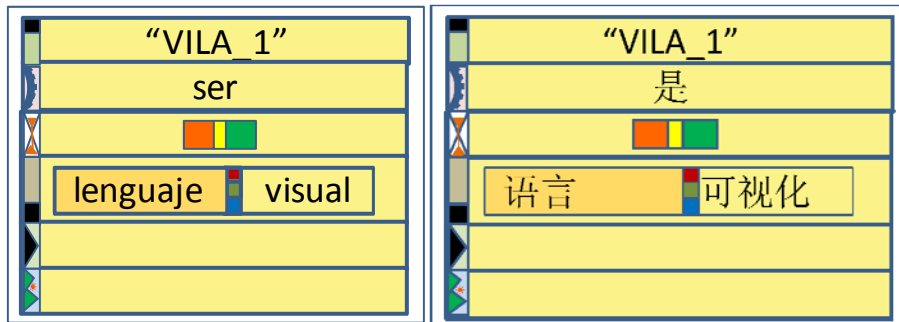 “VILA_1”
ser
lenguaje visual
“VILA_1”
是
语言 可视化